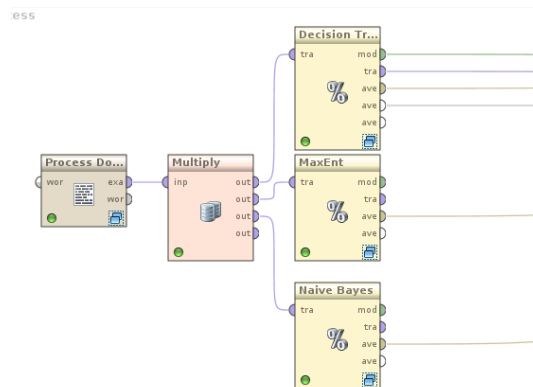 ess
Decision Tr...
tra
mod
tra
ave
ave
ave
Process Do...
wor
exa
wor
Multiply
inp
out
out
out
out
MaxEnt
tra
mod
tra
ave
ave
Naive Bayes
tra
mod
tra
ave
ave